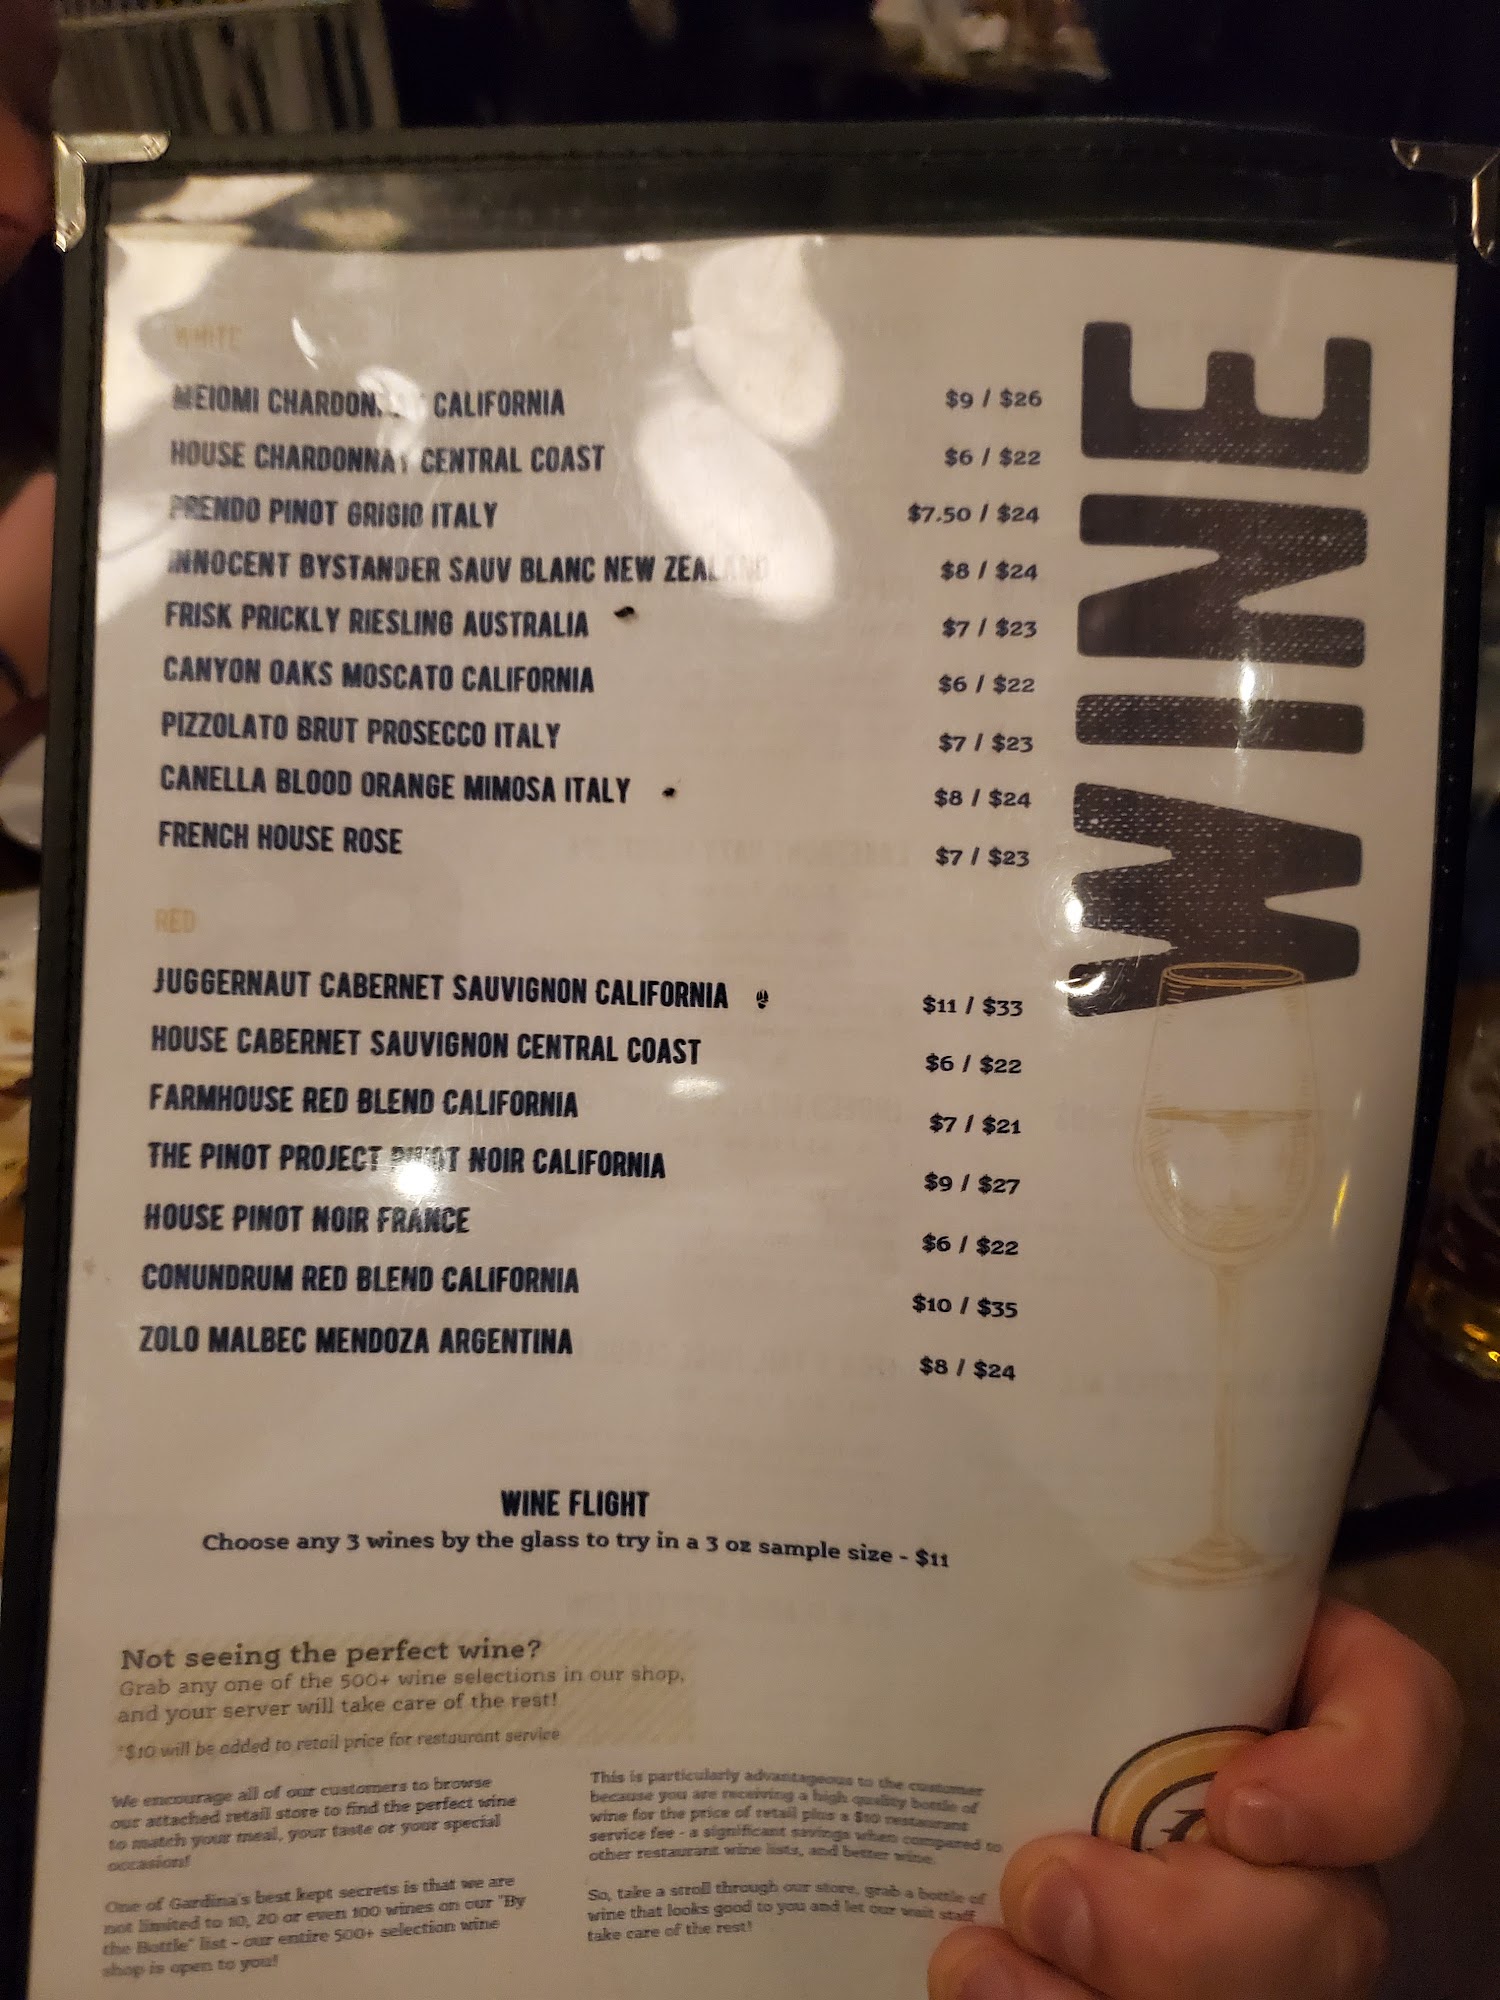 WINE
WHITE
MEIOMI CHARDONNAY CALIFORNIA $9 / $26
HOUSE CHARDONNAY CENTRAL COAST $6 / $22
PRENDO PINOT GRIGIO ITALY $7.50 / $24
INNOCENT BYSTANDER SAUV BLANC NEW ZEALAND $8 / $24
FRISK PRICKLY RIESLING AUSTRALIA $7 / $23
CANYON OAKS MOSCATO CALIFORNIA $6 / $22
PIZZOLATO BRUT PROSECCO ITALY $7 / $23
CANELLA BLOOD ORANGE MIMOSA ITALY $8 / $24
FRENCH HOUSE ROSE $7 / $23
RED
JUGGERNAUT CABERNET SAUVIGNON CALIFORNIA $11 / $33
HOUSE CABERNET SAUVIGNON CENTRAL COAST $6 / $22
FARMHOUSE RED BLEND CALIFORNIA $7 / $21
THE PINOT PROJECT PINOT NOIR CALIFORNIA $9 / $27
HOUSE PINOT NOIR FRANCE $6 / $22
CONUNDRUM RED BLEND CALIFORNIA $10 / $35
ZOLO MALBEC MENDOZA ARGENTINA $8 / $24
WINE FLIGHT
Choose any 3 wines by the glass to try in a 3 oz sample size - $11
Not seeing the perfect wine?
Grab any one of the 500+ wine selections in our shop,
and your server will take care of the rest!
*$10 will be added to retail price for restaurant service
We encourage all of our customers to browse
our attached retail store to find the perfect wine
to match your meal, your taste or your special
occasion!
One of Gardina's best kept secrets is that we are
not limited to 10, 20 or even 100 wines on our "By
the Bottle" list - our entire 500+ selection wine
shop is open to you!
This is particularly advantageous to the customer
because you are receiving a high quality bottle of
wine for the price of retail plus a $10 restaurant
service fee - a significant savings when compared to
other restaurant wine lists, and better wine.
So, take a stroll through our store, grab a bottle of
wine that looks good to you and let our wait staff
take care of the rest!